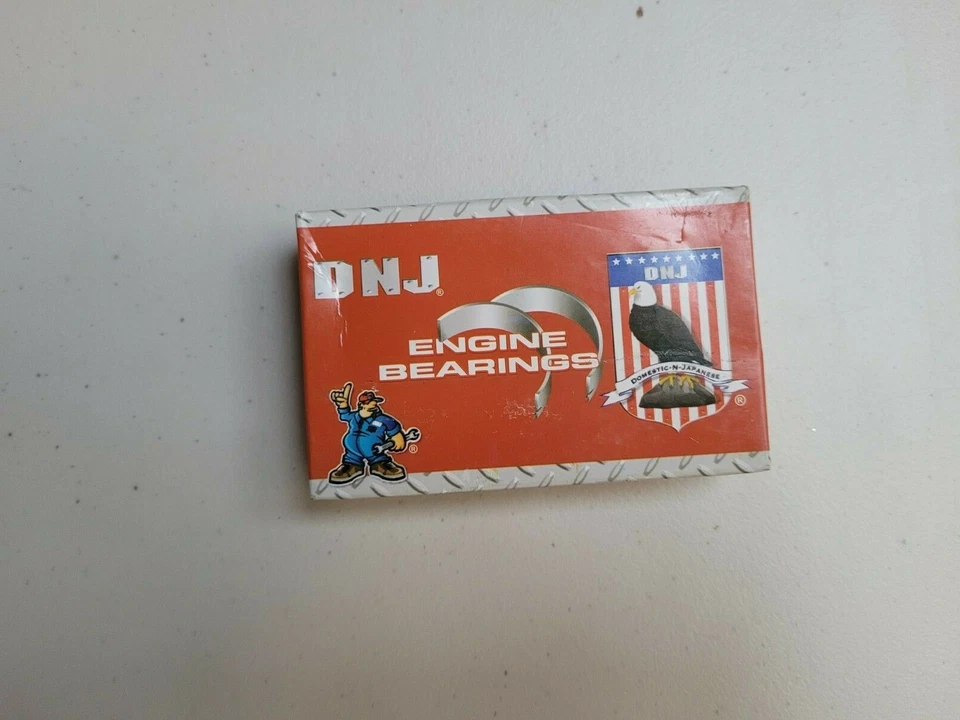 DNJ®
ENGINE
BEARINGS
DNJ
DOMESTIC-N-JAPANESE
®
®